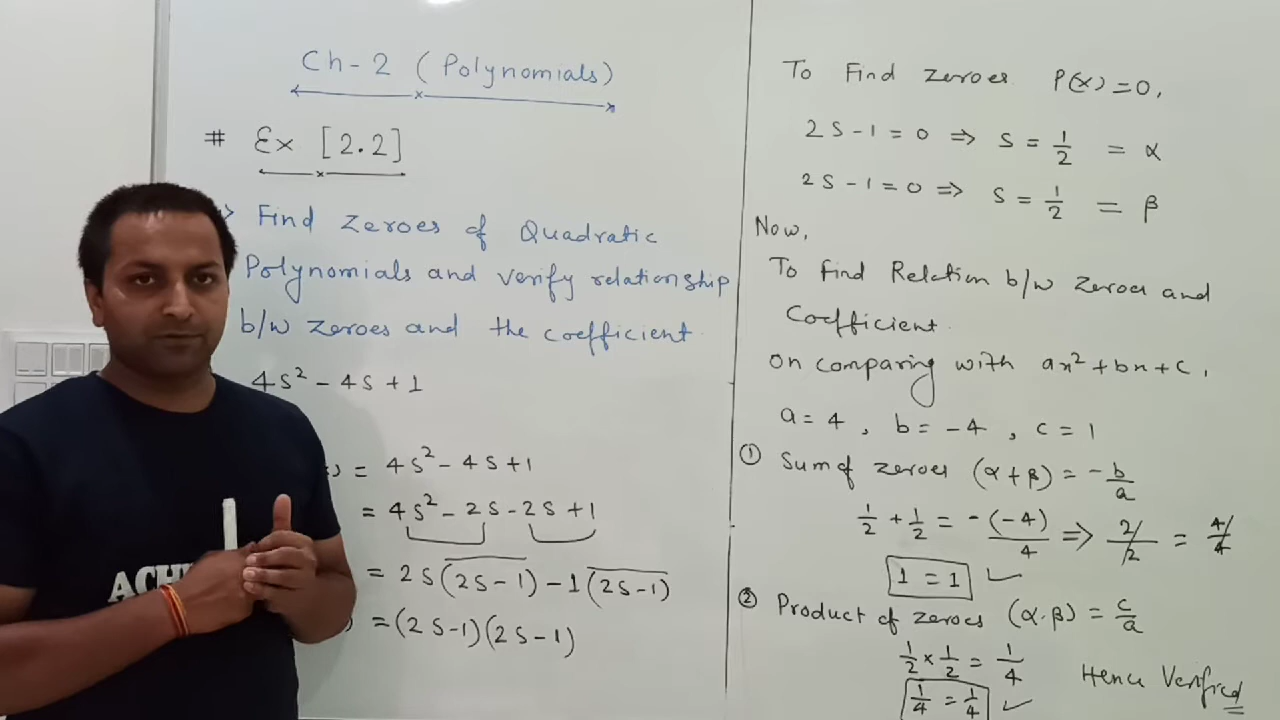 Ch-2 (Polynomials)
# Ex [2.2]
Find zeroes of Quadratic
Polynomials and verify relationship
b/w zeroes and the coefficient.
4s² - 4s + 1
= 4s² - 4s + 1
= 4s² - 2s - 2s + 1
= 2s(2s-1) - 1(2s-1)
= (2s-1)(2s-1)
To Find zeroes P(x) = 0,
2s - 1 = 0 ⇒ s = 1/2 = α
2s - 1 = 0 ⇒ s = 1/2 = β
Now,
To find Relation b/w zeroes and
Coefficient.
on comparing with ax² + bx + c,
a = 4, b = -4, c = 1
① Sum of zeroes (α + β) = -b/a
1/2 + 1/2 = -(-4)/4 ⇒ 2/2 = 4/4
1 = 1 ✓
② Product of zeroes (α·β) = c/a
1/2 × 1/2 = 1/4
1/4 = 1/4 ✓
Hence Verified
ACH